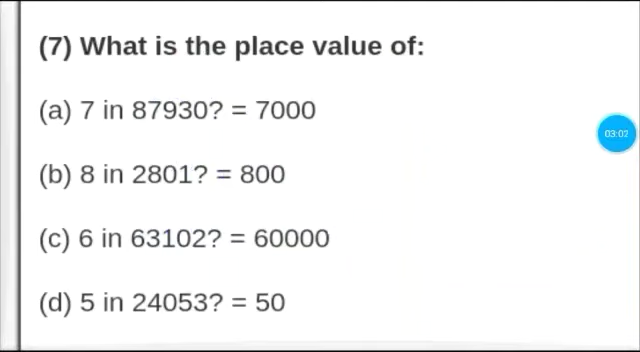 (7) What is the place value of:
(a) 7 in 87930? = 7000
03:02
(b) 8 in 2801? = 800
(c) 6 in 63102? = 60000
(d) 5 in 24053? = 50